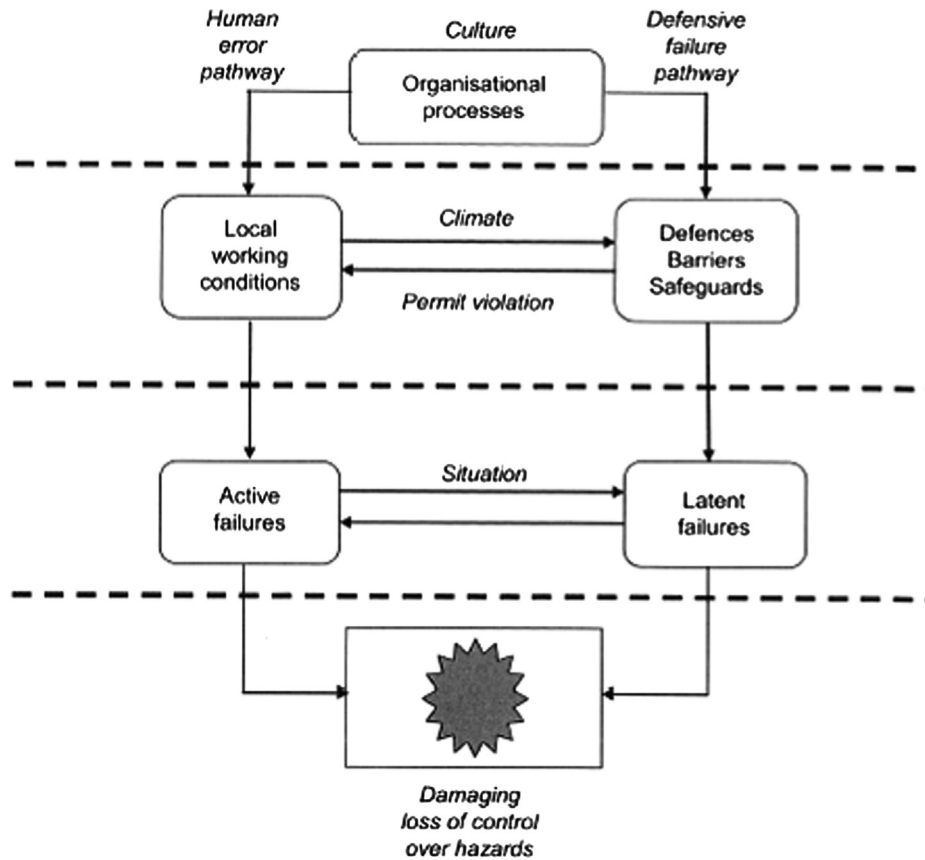 Human
error
pathway
Culture
Defensive
failure
pathway
Organisational
processes
Local
working
conditions
Climate
Permit violation
Defences
Barriers
Safeguards
Active
failures
Situation
Latent
failures
Damaging
loss of control
over hazards